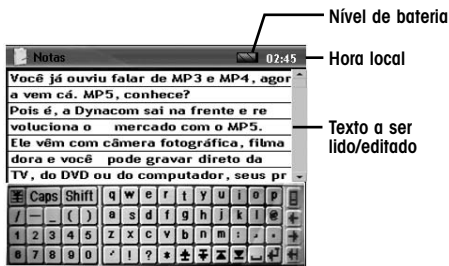 Nível de bateria
Notas 02:45
Hora local
Você já ouviu falar de MP3 e MP4, agor
a vem cá. MP5, conhece?
Pois é, a Dynacom sai na frente e re
voluciona o mercado com o MP5.
Ele vêm com câmera fotográfica, filma
dora e você pode gravar direto da
TV, do DVD ou do computador, seus pr
Texto a ser
lido/editado
Caps Shift q w e r t y u i o p
/ — _ ( ) a s d f g h j k l @
1 2 3 4 5 z x c v b n m : , .
6 7 8 9 0 ' ! ? *